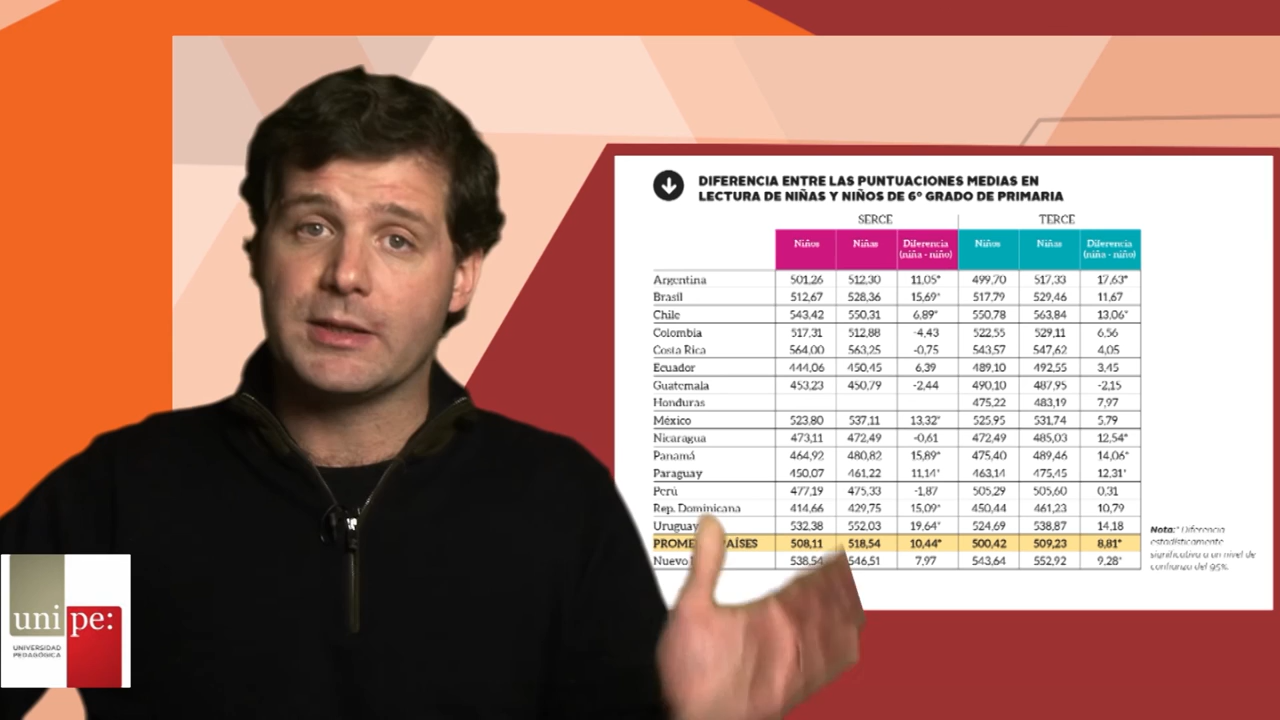 DIFERENCIA ENTRE LAS PUNTUACIONES MEDIAS EN
LECTURA DE NIÑAS Y NIÑOS DE 6º GRADO DE PRIMARIA
SERCE TERCE
Niños Niñas Diferencia (niña - niño) Niños Niñas Diferencia (niña - niño)
Argentina 501,26 512,30 11,05* 499,70 517,33 17,63*
Brasil 512,67 528,36 15,69* 517,79 529,46 11,67
Chile 543,42 550,31 6,89* 550,78 563,84 13,06*
Colombia 517,31 512,88 -4,43 522,55 529,11 6,56
Costa Rica 564,00 563,25 -0,75 543,57 547,62 4,05
Ecuador 444,06 450,45 6,39 489,10 492,55 3,45
Guatemala 453,23 450,79 -2,44 490,10 487,95 -2,15
Honduras 475,22 483,19 7,97
México 523,80 537,11 13,32* 525,95 531,74 5,79
Nicaragua 473,11 472,49 -0,61 472,49 485,03 12,54*
Panamá 464,92 480,82 15,89* 475,40 489,46 14,06*
Paraguay 450,07 461,22 11,14* 463,14 475,45 12,31*
Perú 477,19 475,33 -1,87 505,29 505,60 0,31
Rep. Dominicana 414,66 429,75 15,09* 450,44 461,23 10,79
Uruguay 532,38 552,03 19,64* 524,69 538,87 14,18
PROME AÍSES 508,11 518,54 10,44* 500,42 509,23 8,81*
Nuevo 538,54 546,51 7,97 543,64 552,92 9,28*
Nota:* Diferencia
estadísticamente
significativa a un nivel de
confianza del 95%.
uni pe:
UNIVERSIDAD
PEDAGÓGICA